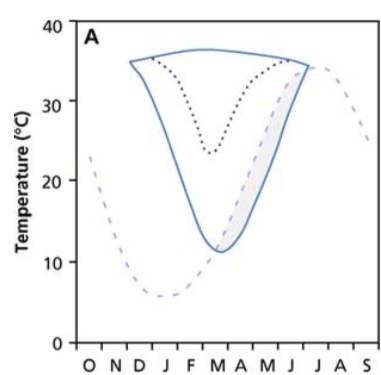 A
Temperature (°C)
40
30
20
10
0
O N D J F M A M J J A S